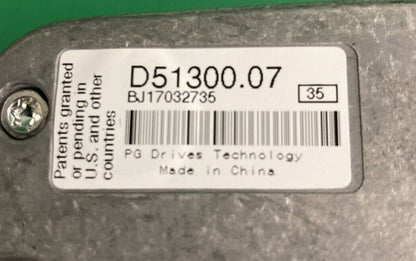 Patents granted
or pending in
U.S. and other
countries
D51300.07
BJ17032735
35
PG Drives Technology
Made in China